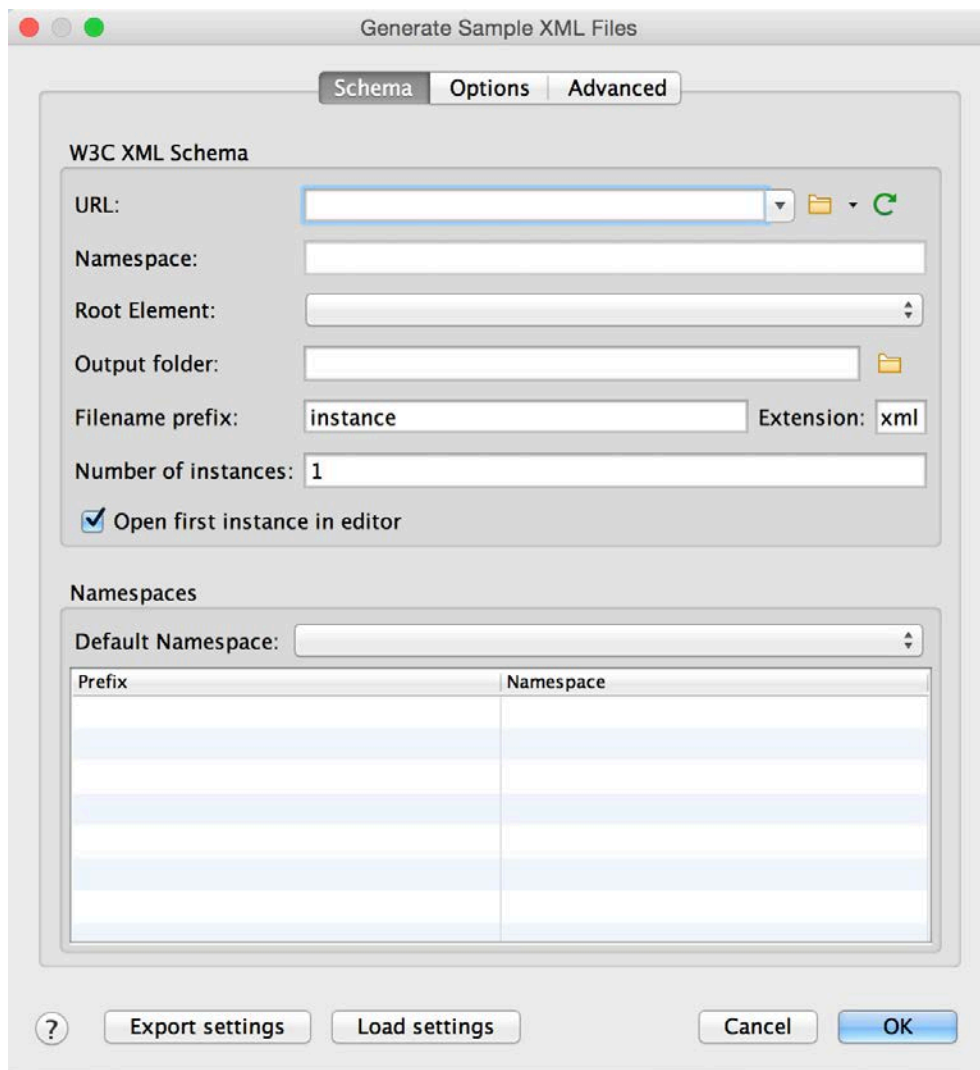 Generate Sample XML Files
Schema Options Advanced
W3C XML Schema
URL:
Namespace:
Root Element:
Output folder:
Filename prefix: instance Extension: xml
Number of instances: 1
Open first instance in editor
Namespaces
Default Namespace:
Prefix Namespace
? Export settings Load settings Cancel OK